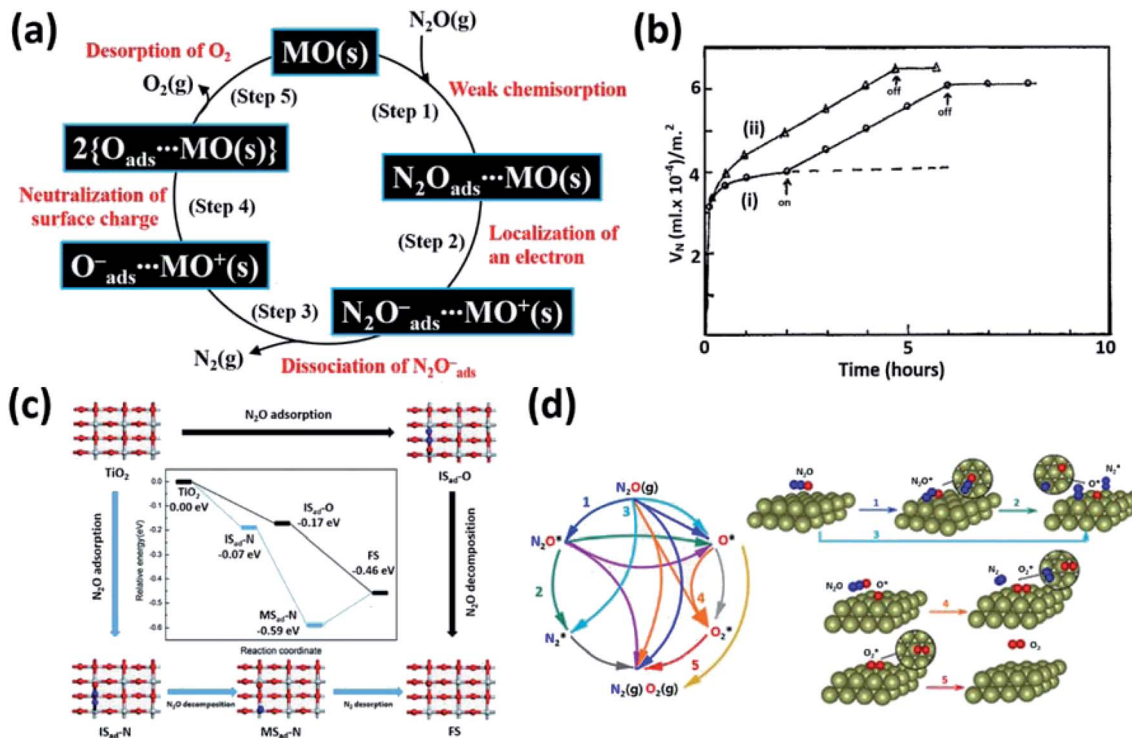 (a)
N₂O(g)
Desorption of O₂
MO(s)
O₂(g)
(Step 5)
(Step 1)
Weak chemisorption
2{Oads···MO(s)}
N₂Oads···MO(s)
Neutralization of
surface charge
(Step 4)
(Step 2)
Localization of
an electron
O⁻ads···MO⁺(s)
(Step 3)
N₂O⁻ads···MO⁺(s)
N₂(g)
Dissociation of N₂O⁻ads
(b)
V_N (ml.x 10⁻⁴)/m.²
6
4
2
0
5
10
Time (hours)
(ii)
(i)
off
off
on
(c)
N₂O adsorption
TiO₂
ISad-O
N₂O adsorption
N₂O decomposition
Relative energy(eV)
0.0
-0.2
-0.3
-0.4
-0.5
-0.6
TiO₂
0.00 eV
IS_ad-O
-0.17 eV
IS_ad-N
-0.07 eV
FS
-0.46 eV
MS_ad-N
-0.59 eV
Reaction coordinate
N₂O decomposition
N₂ desorption
ISad-N
MSad-N
FS
(d)
N₂O(g)
1
3
N₂O*
O*
2
4
N₂*
O₂*
5
N₂(g) O₂(g)
N₂O
N₂O*
O*
N₂*
1
2
3
N₂O
O*
N₂
O₂*
4
O₂*
O₂
5